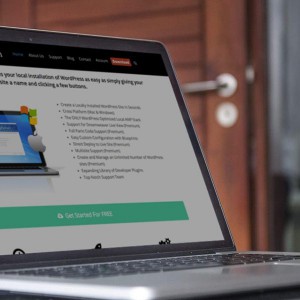 Home About Us Support Blog Contact Account Download
s your local installation of WordPress as easy as simply giving your
site a name and clicking a few buttons.
• Create a Locally Installed WordPress Site in Seconds
• Cross Platform (Mac & Windows).
• The ONLY WordPress Optimized Local AMP Stack
• Support for Desktopserver Live Sites (Premium).
• Full Form Code Support (Premium).
• Easy Custom Configuration with Blueprints
• Direct Deploy to Live Site (Premium)
• Multisite Support (Premium).
• Create and Manage an Unlimited Number of WordPress
sites (Premium).
• Expanding Library of Developer Plugins.
• Top-Notch Support Team.
Get Started For FREE